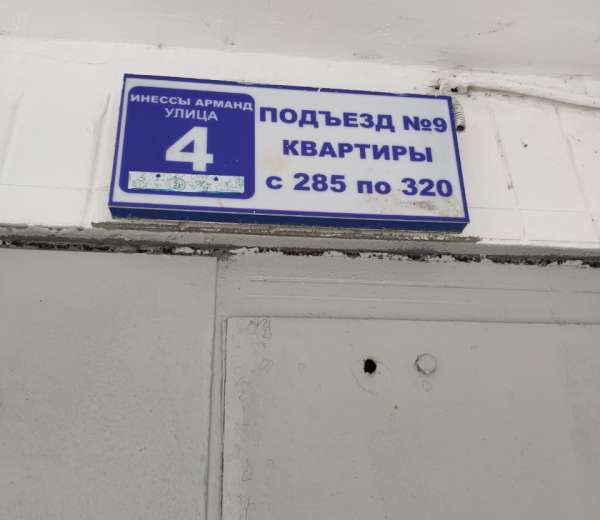 ИНЕССЫ АРМАНД
УЛИЦА
4
ПОДЪЕЗД №9
КВАРТИРЫ
с 285 по 320